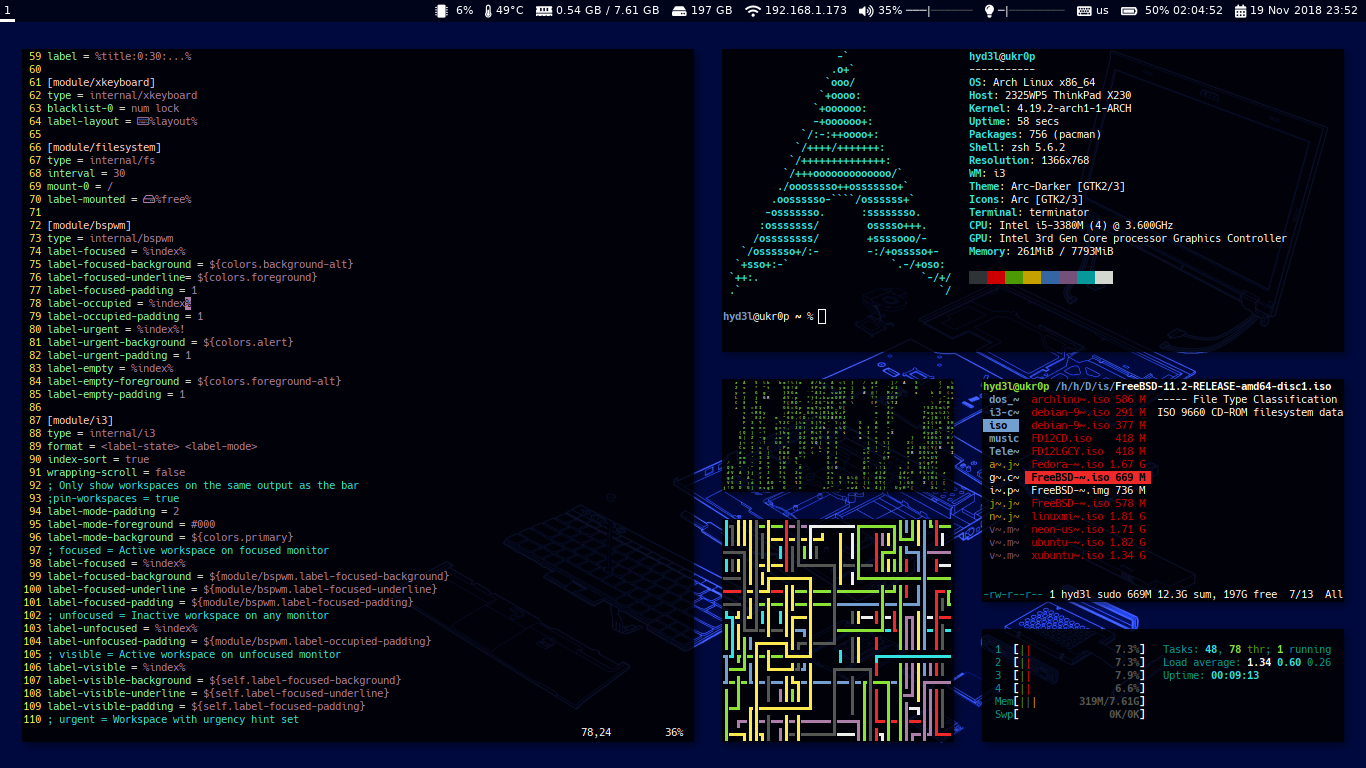 1
6% 49°C 0.54 GB / 7.61 GB 197 GB 192.168.1.173 35% us 50% 02:04:52 19 Nov 2018 23:52
59 label = %title:0:30:...%
60
61 [module/xkeyboard]
62 type = internal/xkeyboard
63 blacklist-0 = num lock
64 label-layout = %layout%
65
66 [module/filesystem]
67 type = internal/fs
68 interval = 30
69 mount-0 = /
70 label-mounted = %free%
71
72 [module/bspwm]
73 type = internal/bspwm
74 label-focused = %index%
75 label-focused-background = ${colors.background-alt}
76 label-focused-underline= ${colors.foreground}
77 label-focused-padding = 1
78 label-occupied = %index%
79 label-occupied-padding = 1
80 label-urgent = %index%!
81 label-urgent-background = ${colors.alert}
82 label-urgent-padding = 1
83 label-empty = %index%
84 label-empty-foreground = ${colors.foreground-alt}
85 label-empty-padding = 1
86
87 [module/i3]
88 type = internal/i3
89 format = <label-state> <label-mode>
90 index-sort = true
91 wrapping-scroll = false
92 ; Only show workspaces on the same output as the bar
93 ;pin-workspaces = true
94 label-mode-padding = 2
95 label-mode-foreground = #000
96 label-mode-background = ${colors.primary}
97 ; focused = Active workspace on focused monitor
98 label-focused = %index%
99 label-focused-background = ${module/bspwm.label-focused-background}
100 label-focused-underline = ${module/bspwm.label-focused-underline}
101 label-focused-padding = ${module/bspwm.label-focused-padding}
102 ; unfocused = Inactive workspace on any monitor
103 label-unfocused = %index%
104 label-unfocused-padding = ${module/bspwm.label-occupied-padding}
105 ; visible = Active workspace on unfocused monitor
106 label-visible = %index%
107 label-visible-background = ${self.label-focused-background}
108 label-visible-underline = ${self.label-focused-underline}
109 label-visible-padding = ${self.label-focused-padding}
110 ; urgent = Workspace with urgency hint set
78,24 36%
hyd3l@ukr0p
-----------
OS: Arch Linux x86_64
Host: 2325WP5 ThinkPad X230
Kernel: 4.19.2-arch1-1-ARCH
Uptime: 58 secs
Packages: 756 (pacman)
Shell: zsh 5.6.2
Resolution: 1366x768
WM: i3
Theme: Arc-Darker [GTK2/3]
Icons: Arc [GTK2/3]
Terminal: terminator
CPU: Intel i5-3380M (4) @ 3.600GHz
GPU: Intel 3rd Gen Core processor Graphics Controller
Memory: 261MiB / 7793MiB
hyd3l@ukr0p ~ %
hyd3l@ukr0p /h/h/D/is/FreeBSD-11.2-RELEASE-amd64-disc1.iso
dos_~ archlinu~.iso 586 M ----- File Type Classification
i3-c~ debian-9~.iso 291 M ISO 9660 CD-ROM filesystem data
iso debian-9~.iso 377 M
music FD12CD.iso 418 M
Tele~ FD12LGCY.iso 418 M
a~.j~ Fedora-~.iso 1.67 G
g~.c~ FreeBSD-~.iso 669 M
i~.p~ FreeBSD-~.img 736 M
j~.j~ FreeBSD-~.iso 578 M
n~.j~ linuxmi~.iso 1.81 G
v~.m~ neon-us~.iso 1.71 G
v~.m~ ubuntu-~.iso 1.82 G
v~.m~ xubuntu~.iso 1.34 G
-rw-r--r-- 1 hyd3l sudo 669M 12.3G sum, 197G free 7/13 All
1 [|| 7.3%] Tasks: 48, 78 thr; 1 running
2 [|| 7.3%] Load average: 1.34 0.60 0.26
3 [|| 7.9%] Uptime: 00:09:13
4 [|| 6.6%]
Mem[||| 319M/7.61G]
Swp[ 0K/0K]